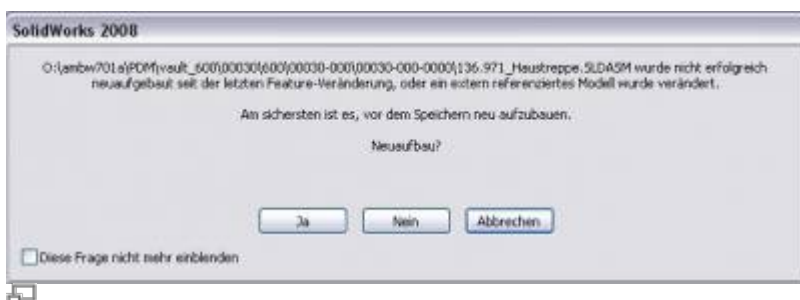 SolidWorks 2008
O:\ambw701a\PDM\vault_600\00030\600\00030-000\00030-000-0000\136.971_Haustreppe.SLDASM wurde nicht erfolgreich
neuaufgebaut seit der letzten Feature-Veränderung, oder ein extern referenziertes Modell wurde verändert.
Am sichersten ist es, vor dem Speichern neu aufzubauen.
Neuaufbau?
Ja Nein Abbrechen
Diese Frage nicht mehr einblenden